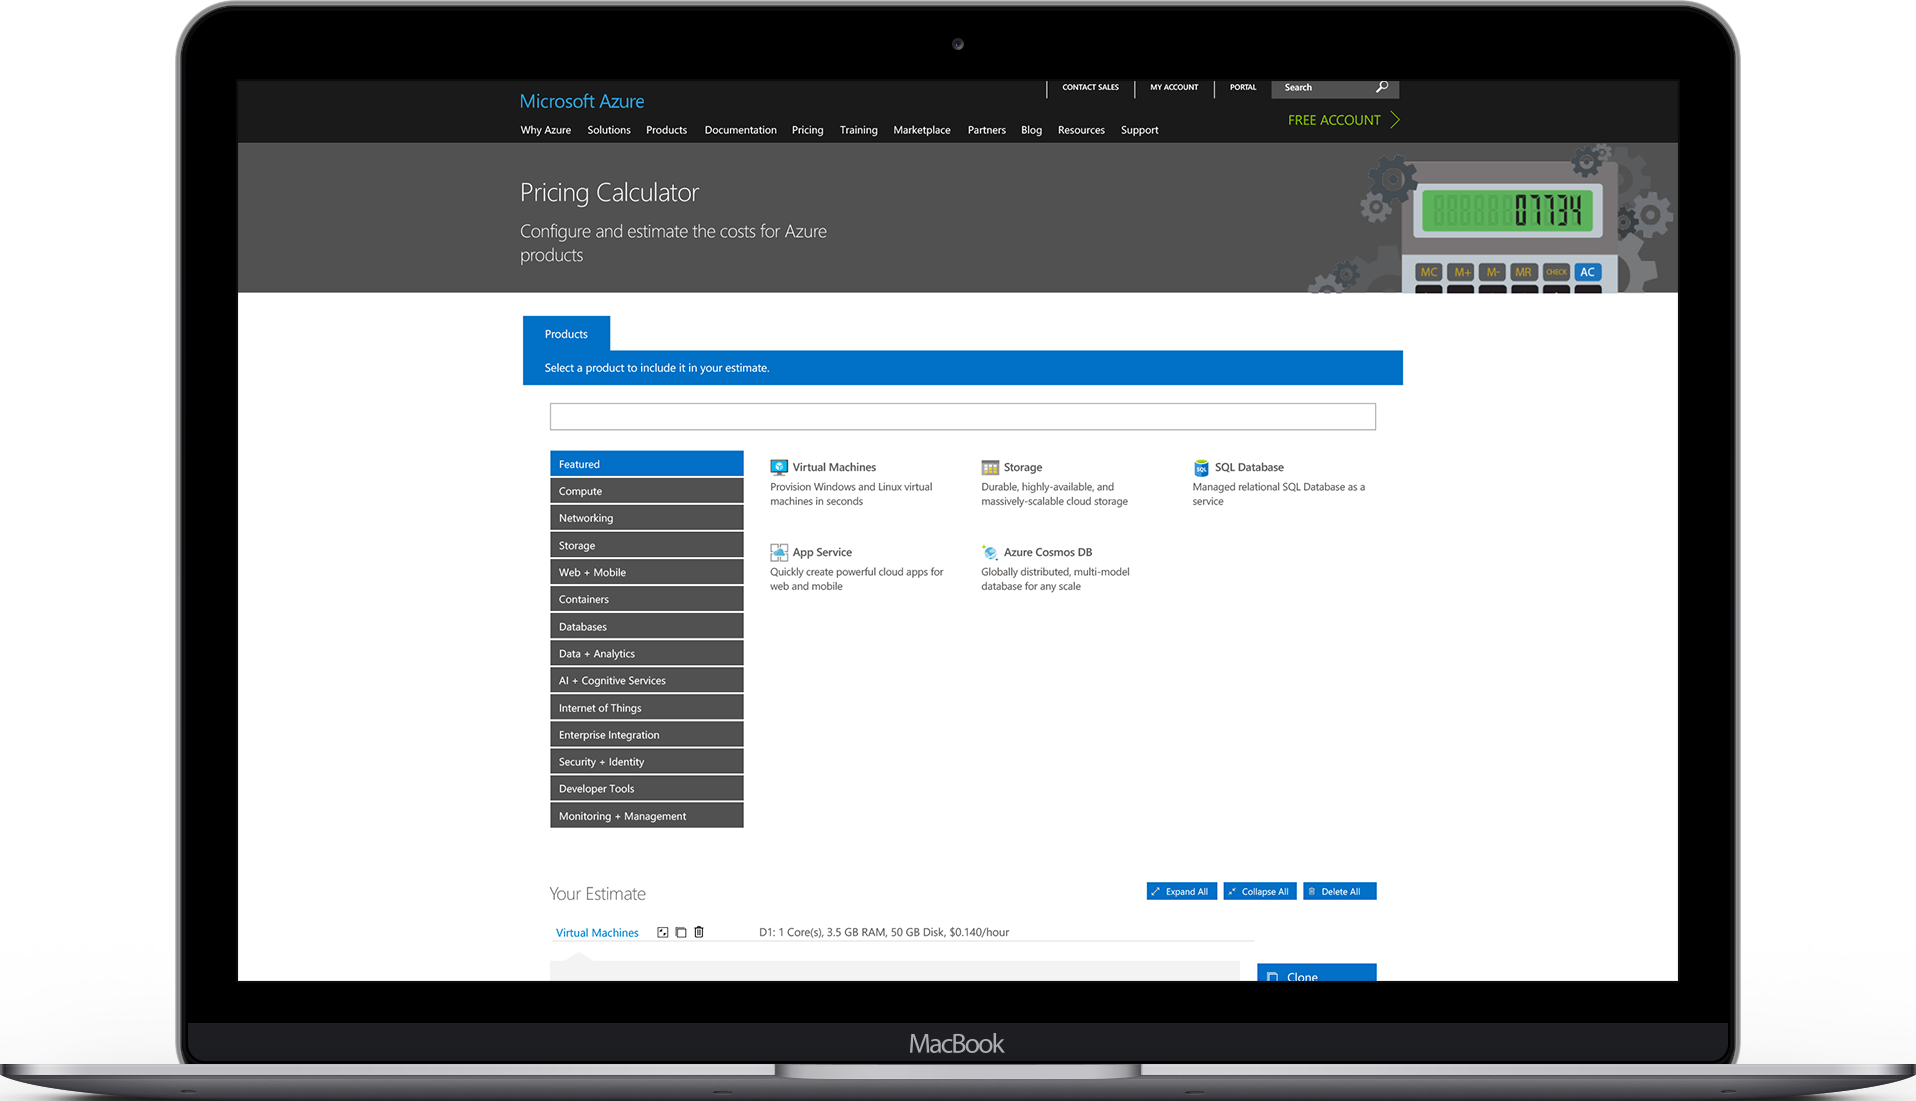 CONTACT SALES
MY ACCOUNT
PORTAL
Search
Microsoft Azure
FREE ACCOUNT
Why Azure Solutions Products Documentation Pricing Training Marketplace Partners Blog Resources Support
Pricing Calculator
Configure and estimate the costs for Azure
products
07734
MC M+ M- MR CHECK AC
Products
Select a product to include it in your estimate.
Featured
Compute
Networking
Storage
Web + Mobile
Containers
Databases
Data + Analytics
AI + Cognitive Services
Internet of Things
Enterprise Integration
Security + Identity
Developer Tools
Monitoring + Management
Virtual Machines
Provision Windows and Linux virtual
machines in seconds
Storage
Durable, highly-available, and
massively-scalable cloud storage
SQL
SQL Database
Managed relational SQL Database as a
service
App Service
Quickly create powerful cloud apps for
web and mobile
Azure Cosmos DB
Globally distributed, multi-model
database for any scale
Your Estimate
Expand All
Collapse All
Delete All
Virtual Machines
D1: 1 Core(s), 3.5 GB RAM, 50 GB Disk, $0.140/hour
Clone
MacBook